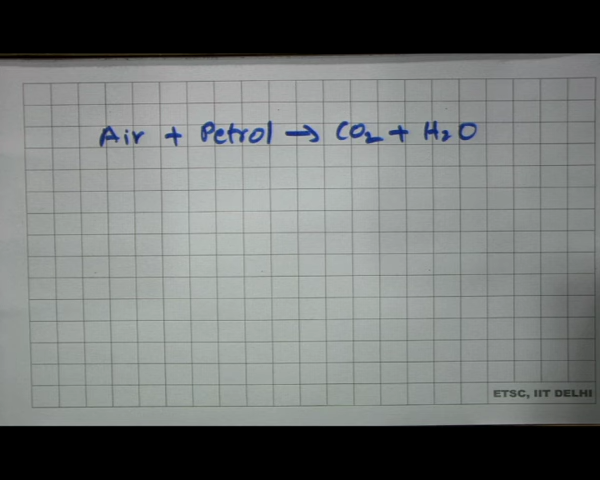 Air + Petrol → CO₂ + H₂O
ETSC, IIT DELHI